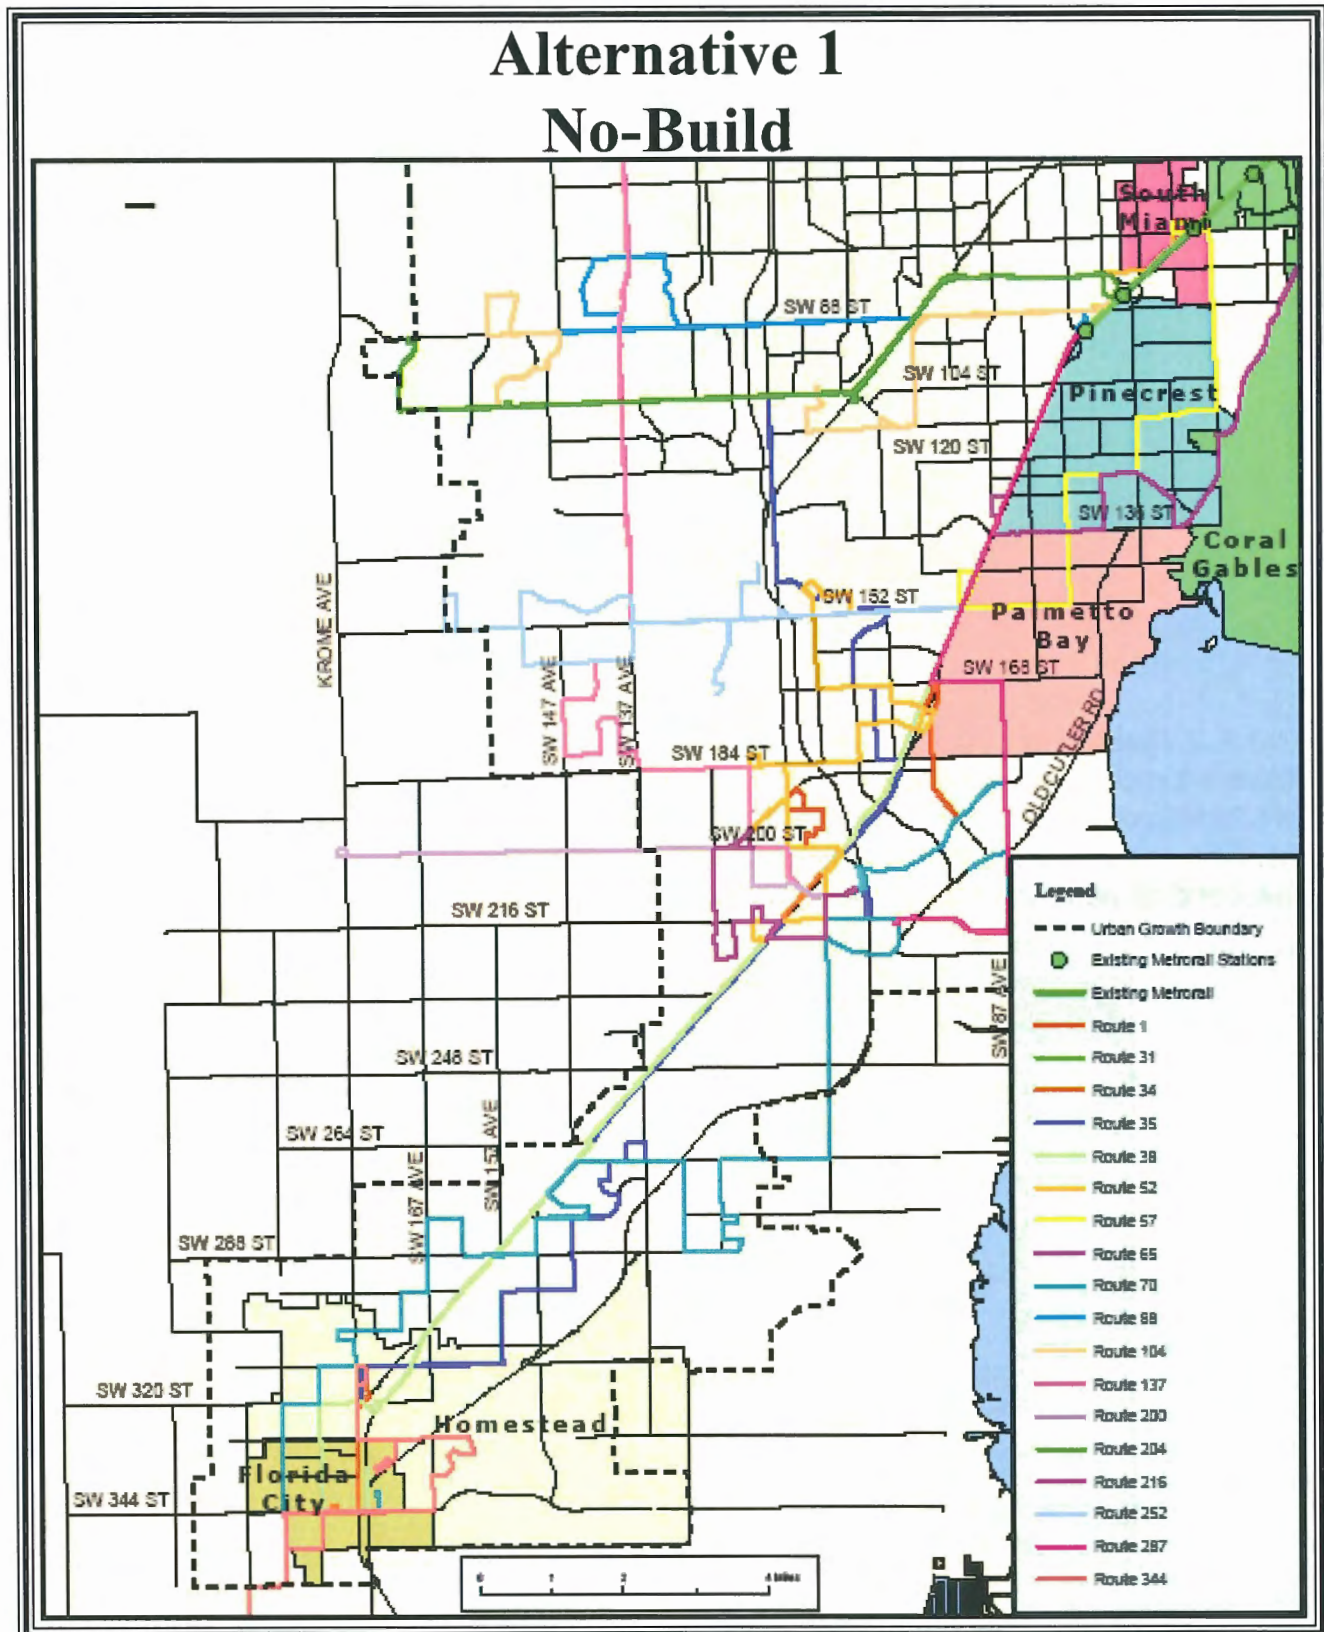 Alternative 1
No-Build
South
Miami
SW 88 ST
SW 104 ST
Pinecrest
SW 120 ST
SW 136 ST
Coral
Gables
KROME AVE
SW 152 ST
Palmetto
Bay
SW 147 AVE
SW 137 AVE
SW 168 ST
SW 184 ST
OLD CUTLER RD
SW 200 ST
SW 216 ST
SW 87 AVE
SW 248 ST
SW 264 ST
SW 157 AVE
SW 167 AVE
SW 288 ST
SW 320 ST
Homestead
Florida
City
SW 344 ST
Legend
Urban Growth Boundary
Existing Metrorail Stations
Existing Metrorail
Route 1
Route 31
Route 34
Route 35
Route 38
Route 52
Route 57
Route 65
Route 70
Route 88
Route 104
Route 137
Route 200
Route 204
Route 216
Route 252
Route 287
Route 344
0 1 2 4 Miles